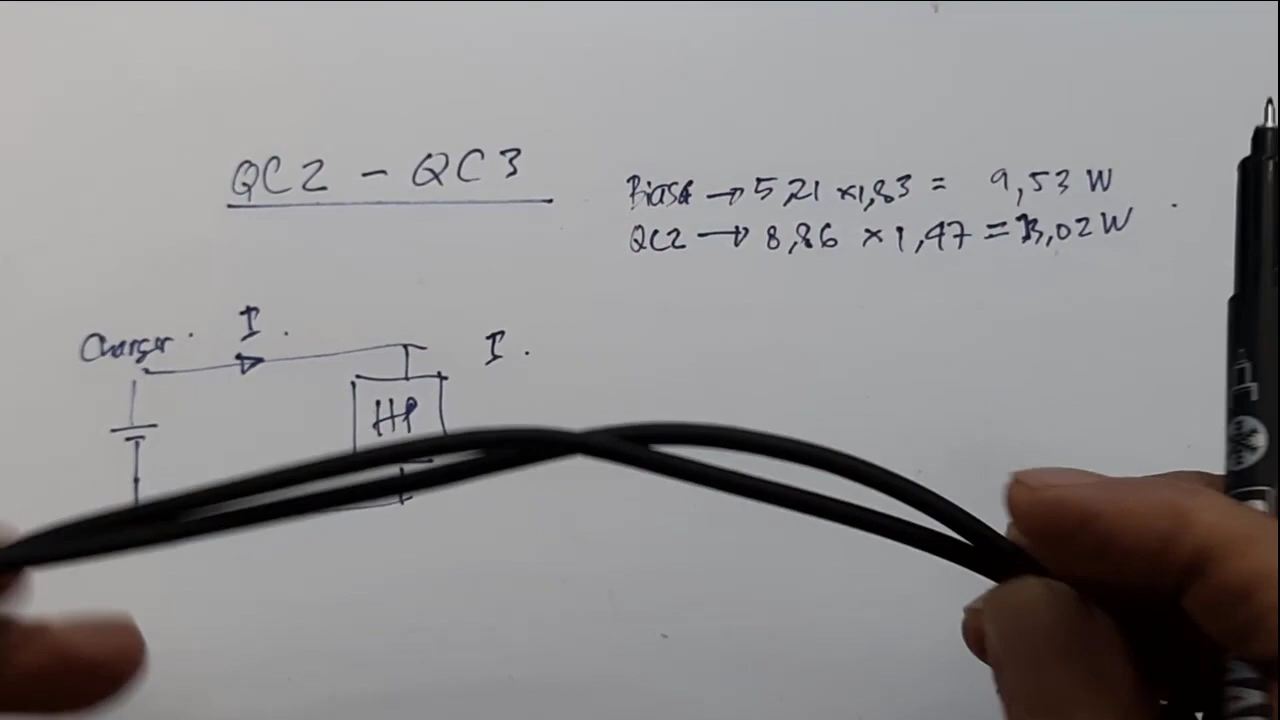 QC2 - QC3
Biasa → 5,21 x 1,83 = 9,53 W
QC2 → 8,86 x 1,47 = 13,02 W
Charger. I.
I.
HP